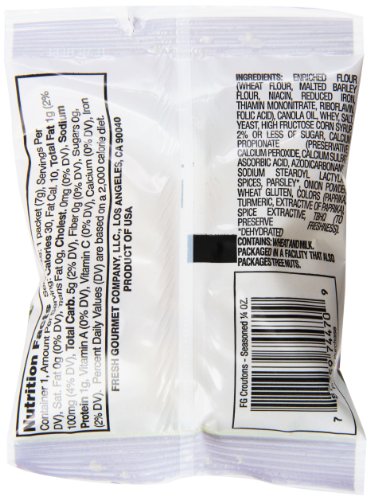 Nutrition Facts
Size: 1 packet (7g), Servings Per
Container 1, Amount Per Serving: Calories 30, Fat Cal. 10, Total Fat 1g (2%
DV), Sat. Fat 0g (0% DV), Trans Fat 0g, Cholest. 0mg (0% DV), Sodium
100mg (4% DV), Total Carb. 5g (2% DV), Fiber 0g (0% DV), Sugars 0g,
Protein 1g, Vitamin A (0% DV), Vitamin C (0% DV), Calcium (0% DV), Iron
(2% DV). Percent Daily Values (DV) are based on a 2,000 calorie diet.
FRESH GOURMET COMPANY, LLC., LOS ANGELES, CA 90040
PRODUCT OF USA
INGREDIENTS: ENRICHED FLOUR
(WHEAT FLOUR, MALTED BARLEY
FLOUR, NIACIN, REDUCED IRON,
THIAMIN MONONITRATE, RIBOFLAVIN,
FOLIC ACID), CANOLA OIL, WHEY, SALT,
YEAST, HIGH FRUCTOSE CORN SYRUP,
2% OR LESS OF SUGAR, CALCIUM
PROPIONATE (PRESERVATIVE),
CALCIUM PEROXIDE, CALCIUM SULFATE,
ASCORBIC ACID, AZODICARBONAMIDE,
SODIUM STEAROYL LACTYLATE,
SPICES, PARSLEY*, ONION POWDER,
ONION*, COLORS (PAPRIKA,
TURMERIC, EXTRACTIVE OF PAPRIKA),
SPICE EXTRACTIVE, TBHQ (TO
PRESERVE FRESHNESS).
*DEHYDRATED
CONTAINS: WHEAT AND MILK.
PACKAGED IN A FACILITY THAT ALSO
PACKAGES TREE NUTS.
FG Croutons - Seasoned ¼ OZ.
74470 9